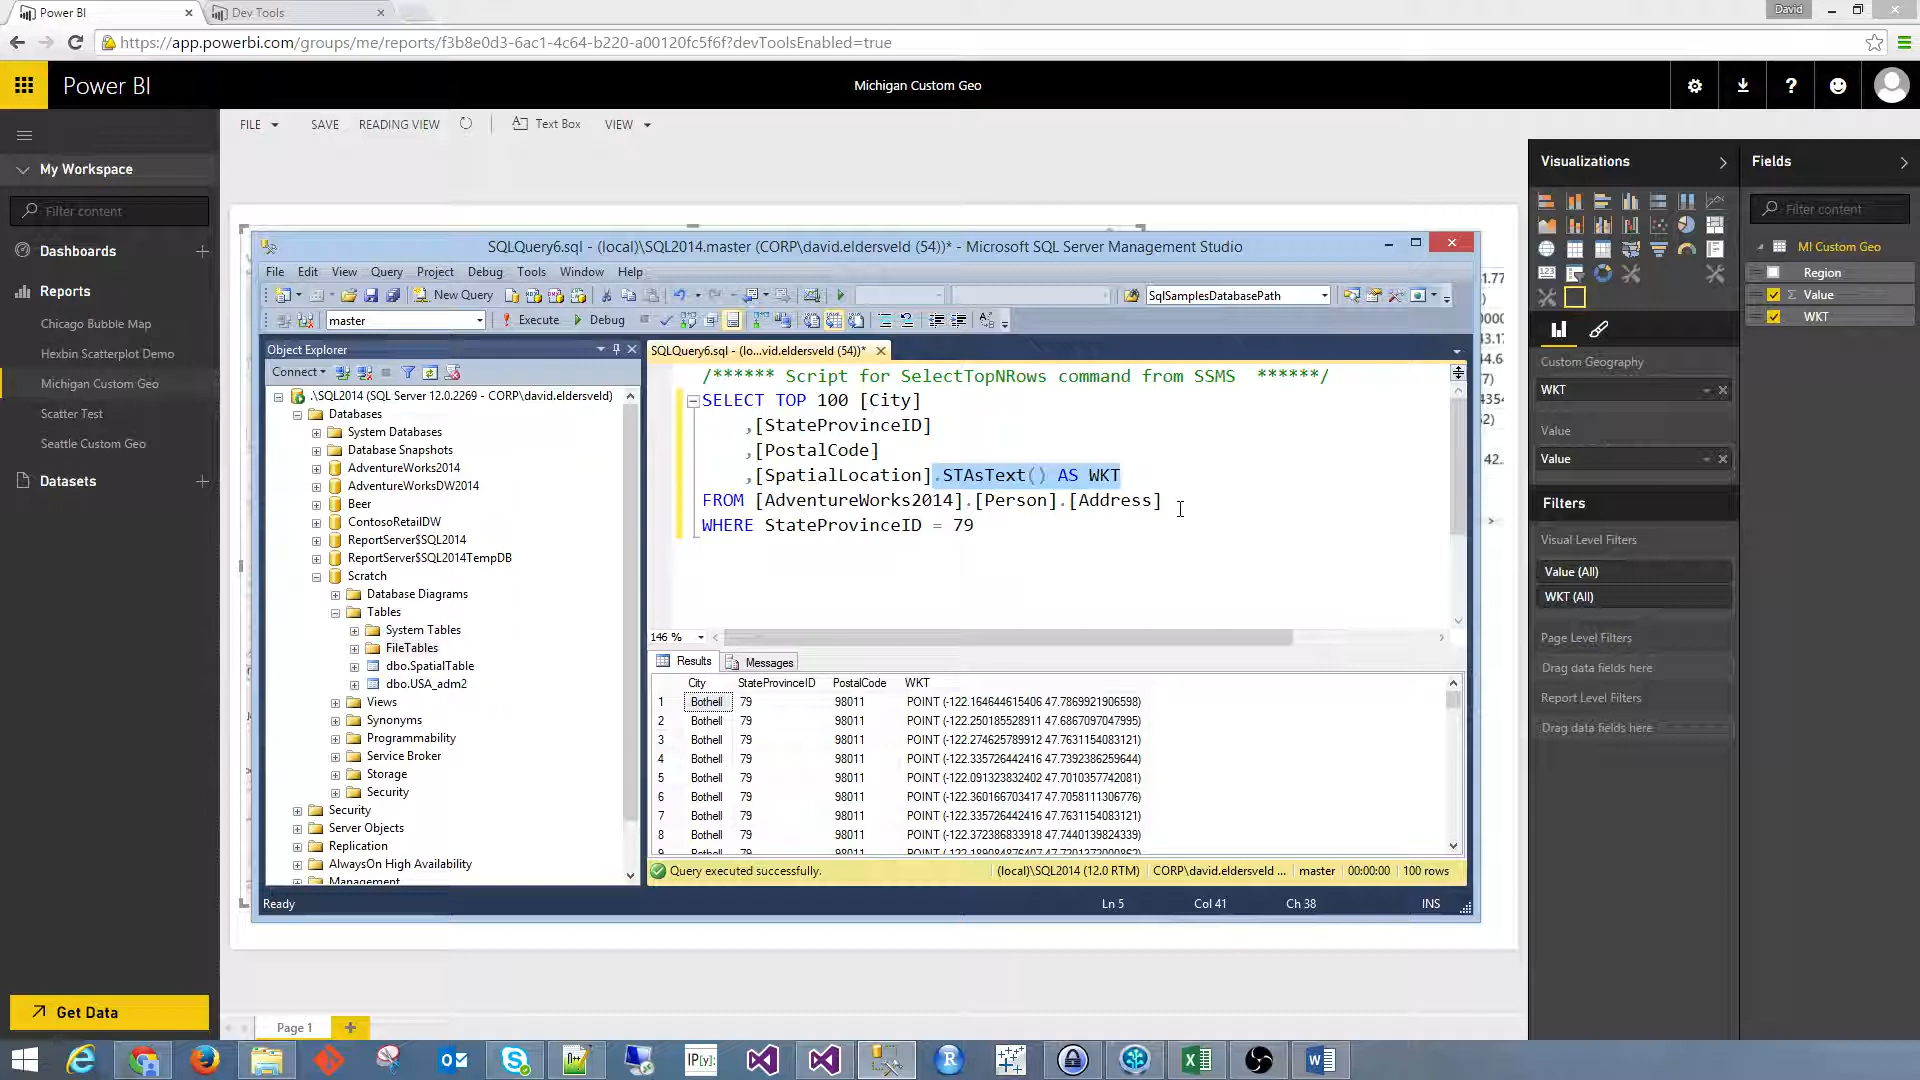 Power BI
Dev Tools
David
https://app.powerbi.com/groups/me/reports/f3b8e0d3-6ac1-4c64-b220-a00120fc5f6f?devToolsEnabled=true
Power BI
Michigan Custom Geo
?
FILE
SAVE
READING VIEW
Text Box
VIEW
My Workspace
Filter content
Dashboards
Reports
Chicago Bubble Map
Hexbin Scatterplot Demo
Michigan Custom Geo
Scatter Test
Seattle Custom Geo
Datasets
Get Data
SQLQuery6.sql - (local)\SQL2014.master (CORP\david.eldersveld (54))* - Microsoft SQL Server Management Studio
File Edit View Query Project Debug Tools Window Help
New Query
SqlSamplesDatabasePath
master
Execute
Debug
Object Explorer
Connect
.\SQL2014 (SQL Server 12.0.2269 - CORP\david.eldersveld)
Databases
System Databases
Database Snapshots
AdventureWorks2014
AdventureWorksDW2014
Beer
ContosoRetailDW
ReportServer$SQL2014
ReportServer$SQL2014TempDB
Scratch
Database Diagrams
Tables
System Tables
FileTables
dbo.SpatialTable
dbo.USA_adm2
Views
Synonyms
Programmability
Service Broker
Storage
Security
Security
Server Objects
Replication
AlwaysOn High Availability
Management
SQLQuery6.sql - (lo...vid.eldersveld (54))*
/****** Script for SelectTopNRows command from SSMS ******/
SELECT TOP 100 [City]
,[StateProvinceID]
,[PostalCode]
,[SpatialLocation].STAsText() AS WKT
FROM [AdventureWorks2014].[Person].[Address]
WHERE StateProvinceID = 79
146 %
Results
Messages
City StateProvinceID PostalCode WKT
1 Bothell 79 98011 POINT (-122.164644615406 47.7869921906598)
2 Bothell 79 98011 POINT (-122.250185528911 47.6867097047995)
3 Bothell 79 98011 POINT (-122.274625789912 47.7631154083121)
4 Bothell 79 98011 POINT (-122.335726442416 47.7392386259644)
5 Bothell 79 98011 POINT (-122.091323832402 47.7010357742081)
6 Bothell 79 98011 POINT (-122.360166703417 47.7058111306776)
7 Bothell 79 98011 POINT (-122.335726442416 47.7631154083121)
8 Bothell 79 98011 POINT (-122.372386833918 47.7440139824339)
9 Bothell 79 98011 POINT (-122.189084876407 47.7201372000862)
Query executed successfully.
(local)\SQL2014 (12.0 RTM)
CORP\david.eldersveld ...
master
00:00:00
100 rows
Ready
Ln 5
Col 41
Ch 38
INS
Page 1
Visualizations
123
Custom Geography
WKT
Value
Value
Filters
Visual Level Filters
Value (All)
WKT (All)
Page Level Filters
Drag data fields here
Report Level Filters
Drag data fields here
Fields
Filter content
MI Custom Geo
Region
Σ Value
WKT
IP[y]: